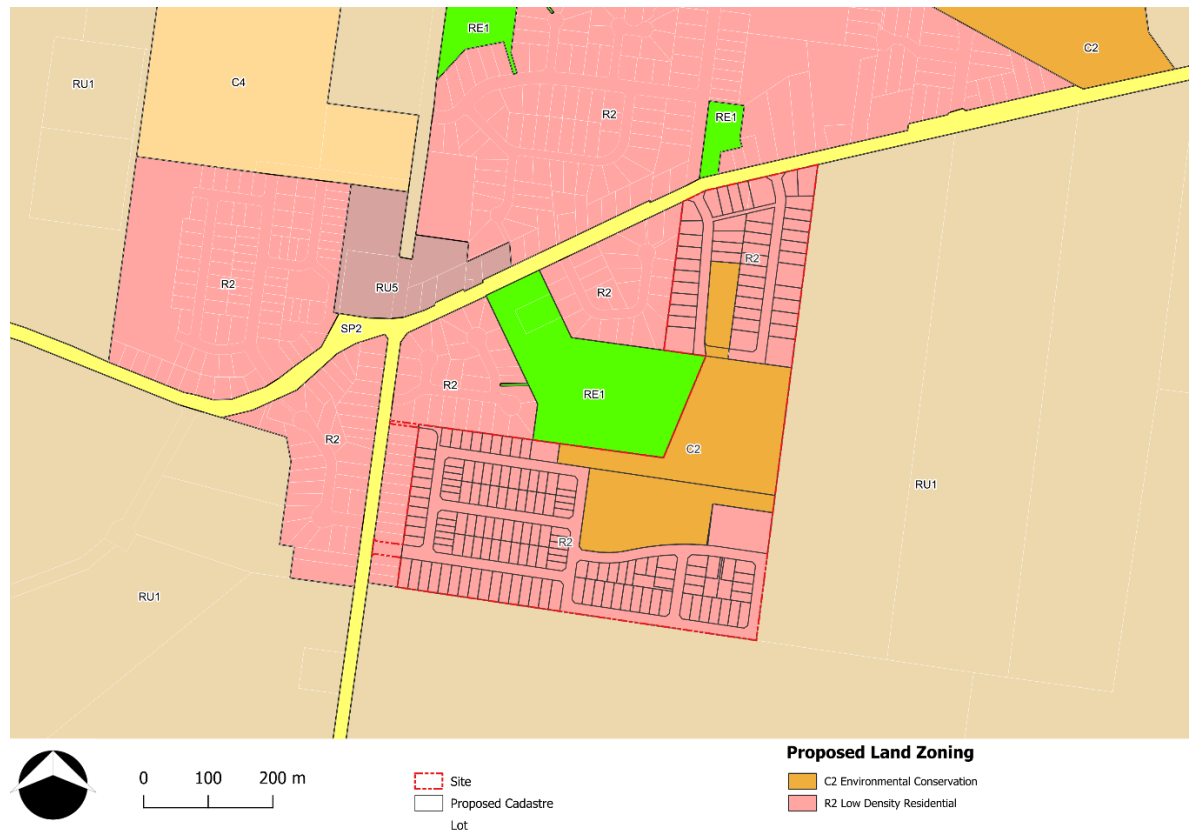 RE1
C2
RU1
C4
R2
RE1
R2
R2
RU5
R2
SP2
R2
RE1
R2
C2
RU1
R2
RU1
0 100 200 m
Site
Proposed Cadastre
Lot
Proposed Land Zoning
C2 Environmental Conservation
R2 Low Density Residential